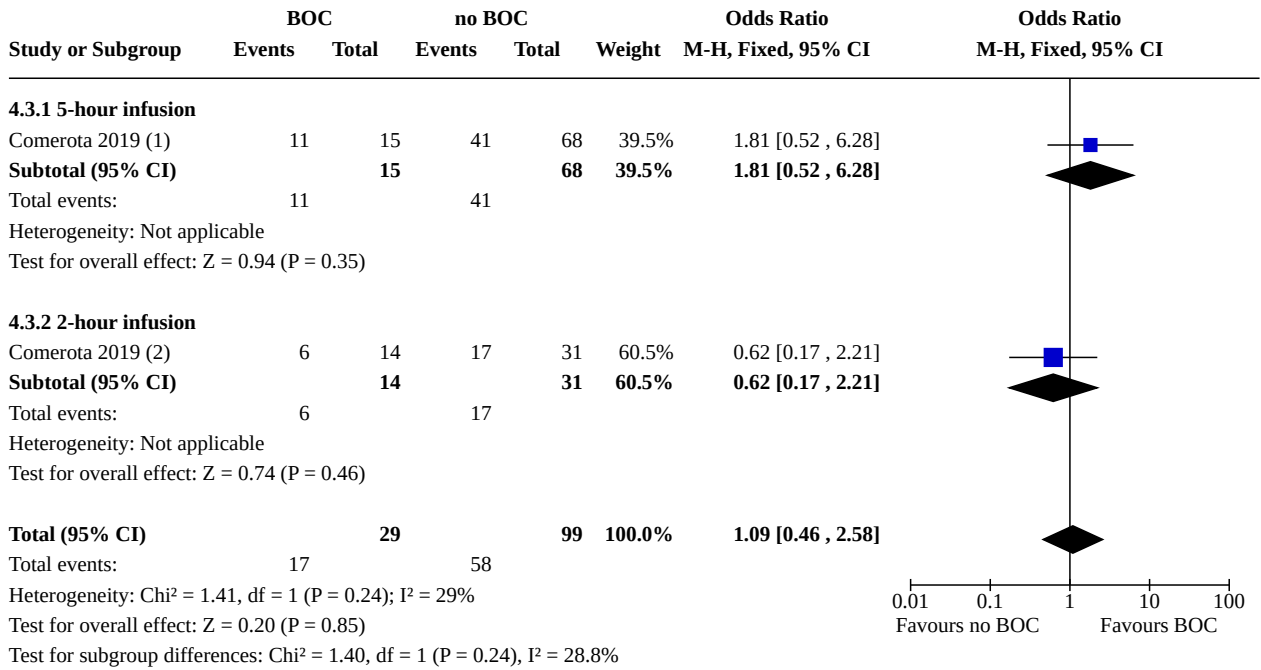 BOC no BOC Odds Ratio Odds Ratio
Study or Subgroup Events Total Events Total Weight M-H, Fixed, 95% CI M-H, Fixed, 95% CI
4.3.1 5-hour infusion
Comerota 2019 (1) 11 15 41 68 39.5% 1.81 [0.52 , 6.28]
Subtotal (95% CI) 15 68 39.5% 1.81 [0.52 , 6.28]
Total events: 11 41
Heterogeneity: Not applicable
Test for overall effect: Z = 0.94 (P = 0.35)
4.3.2 2-hour infusion
Comerota 2019 (2) 6 14 17 31 60.5% 0.62 [0.17 , 2.21]
Subtotal (95% CI) 14 31 60.5% 0.62 [0.17 , 2.21]
Total events: 6 17
Heterogeneity: Not applicable
Test for overall effect: Z = 0.74 (P = 0.46)
Total (95% CI) 29 99 100.0% 1.09 [0.46 , 2.58]
Total events: 17 58
Heterogeneity: Chi² = 1.41, df = 1 (P = 0.24); I² = 29%
Test for overall effect: Z = 0.20 (P = 0.85)
Test for subgroup differences: Chi² = 1.40, df = 1 (P = 0.24), I² = 28.8%
0.01 0.1 1 10 100
Favours no BOC Favours BOC